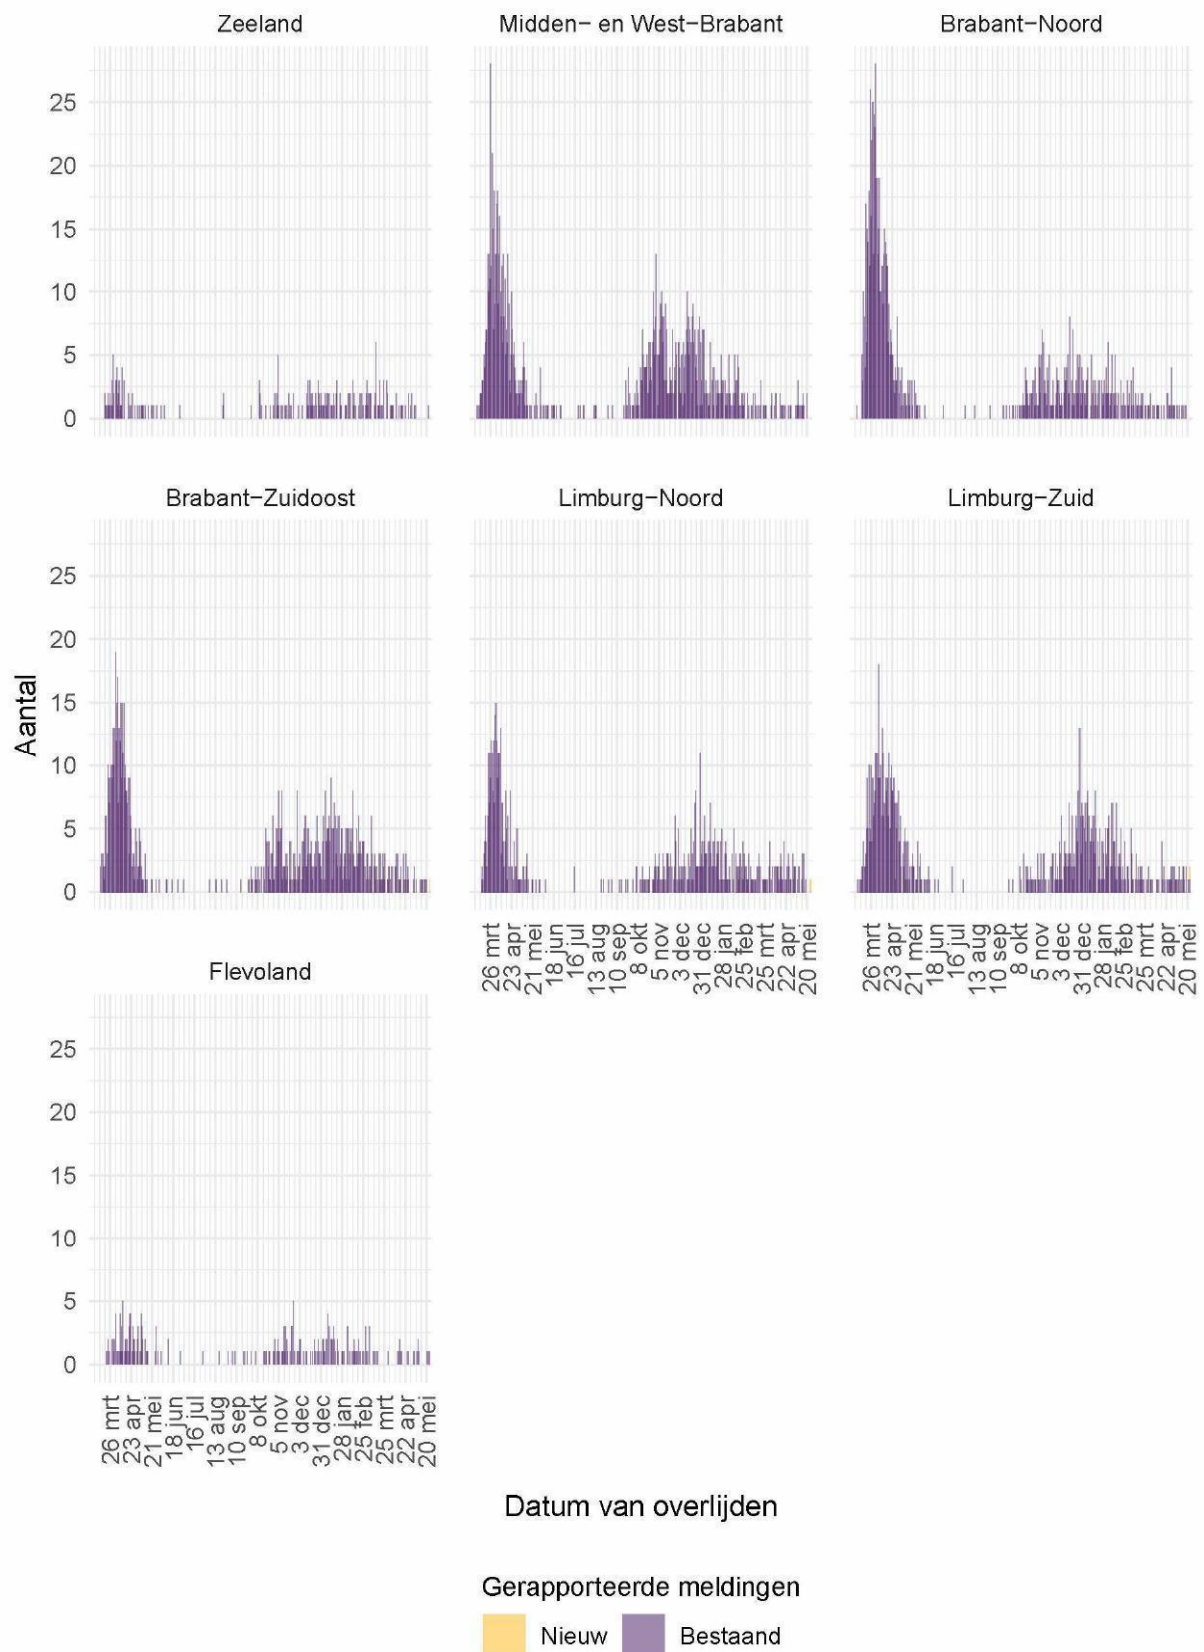 Zeeland
Midden- en West-Brabant
Brabant-Noord
25
20
15
10
5
0
Brabant-Zuidoost
Limburg-Noord
Limburg-Zuid
Aantal
25
20
15
10
5
0
26 mrt
23 apr
21 mei
18 jun
16 jul
13 aug
10 sep
8 okt
5 nov
3 dec
31 dec
28 jan
25 feb
25 mrt
22 apr
20 mei
26 mrt
23 apr
21 mei
18 jun
16 jul
13 aug
10 sep
8 okt
5 nov
3 dec
31 dec
28 jan
25 feb
25 mrt
22 apr
20 mei
Flevoland
25
20
15
10
5
0
26 mrt
23 apr
21 mei
18 jun
16 jul
13 aug
10 sep
8 okt
5 nov
3 dec
31 dec
28 jan
25 feb
25 mrt
22 apr
20 mei
Datum van overlijden
Gerapporteerde meldingen
Nieuw
Bestaand